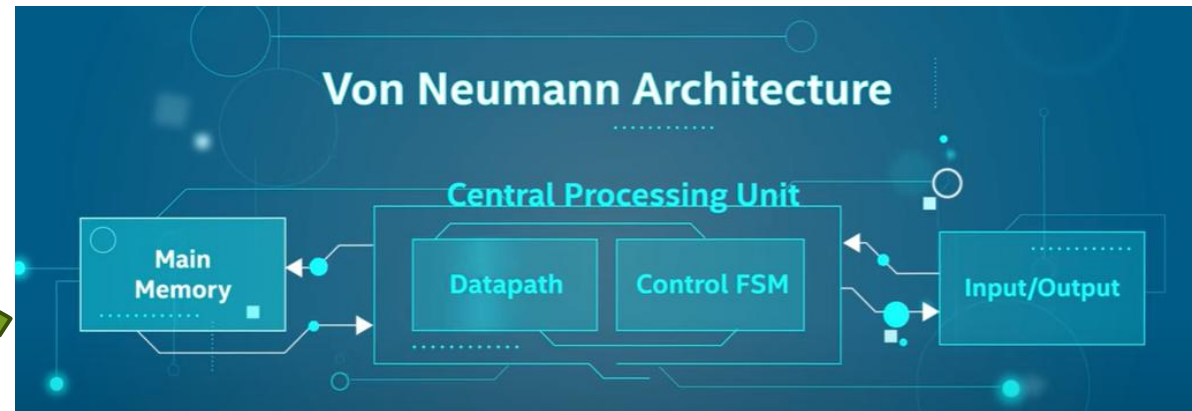 Von Neumann Architecture
Central Processing Unit
Main
Memory
Datapath
Control FSM
Input/Output